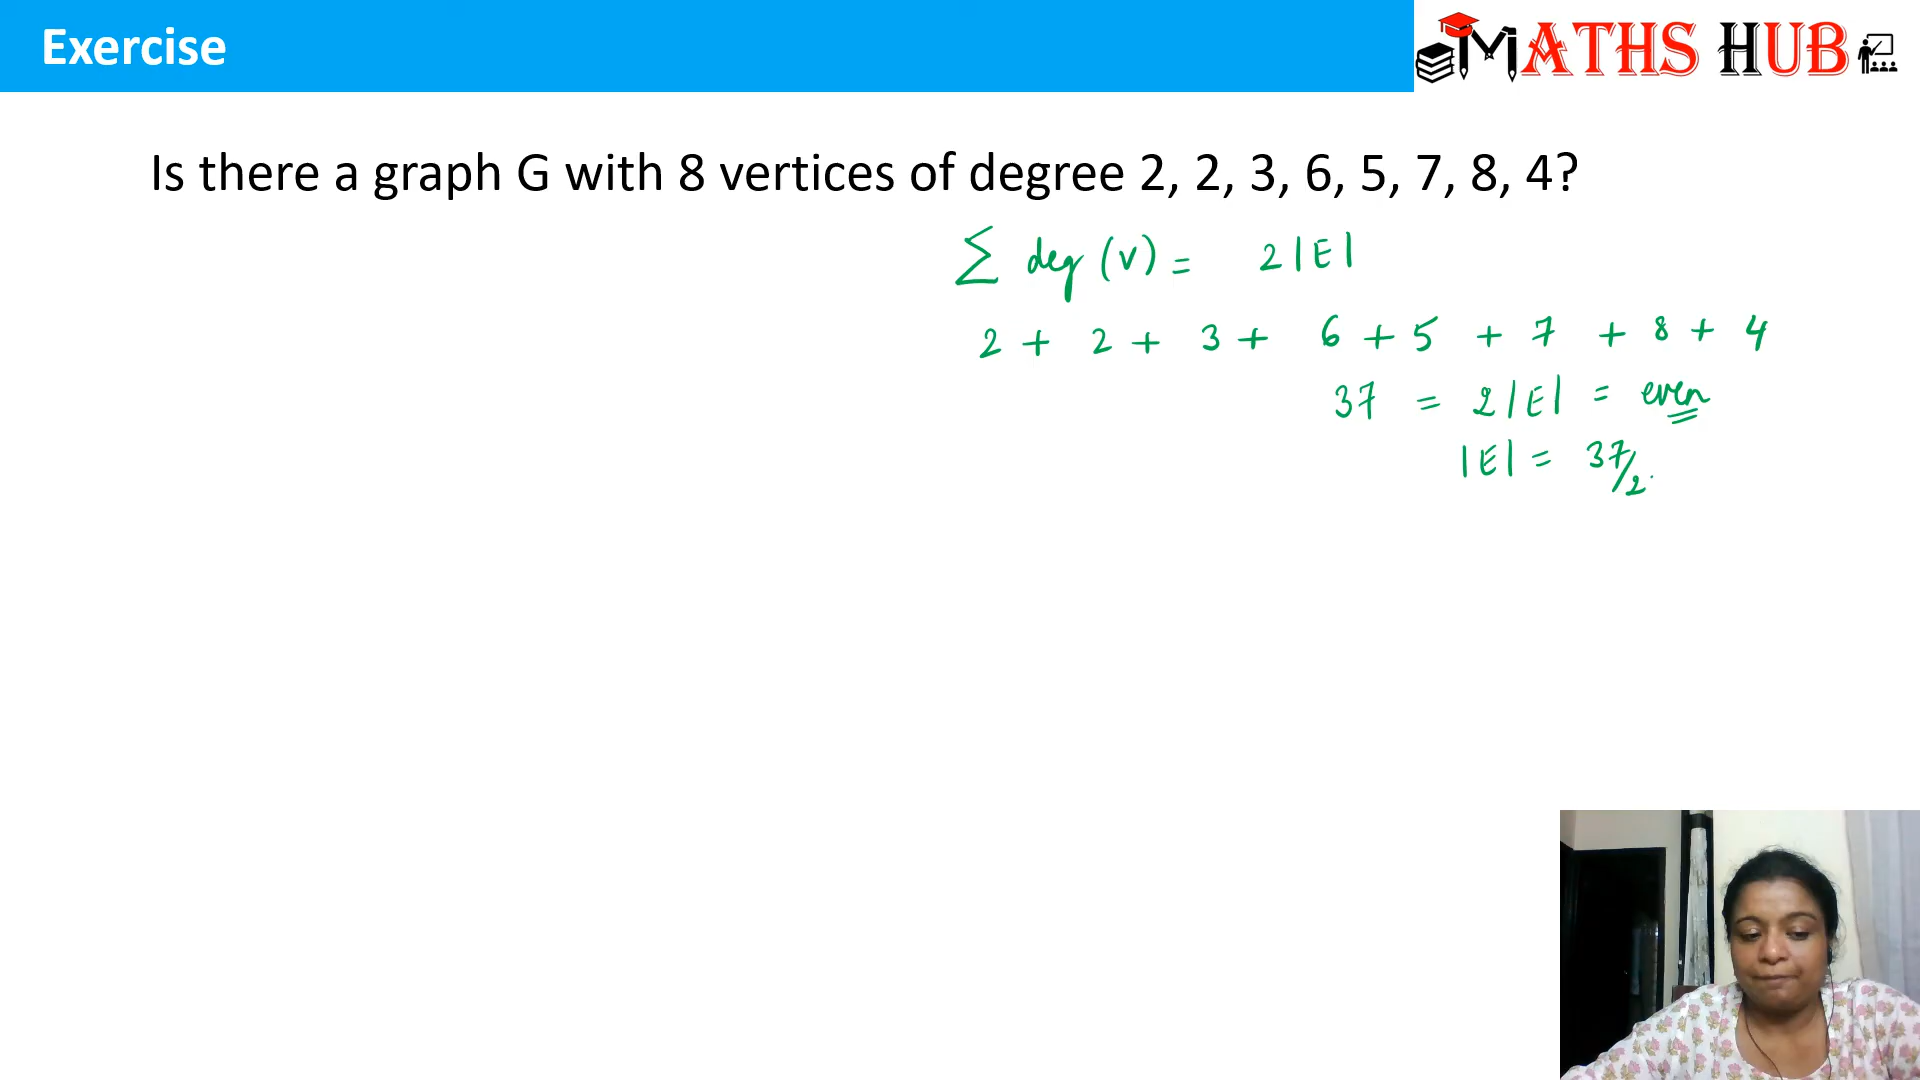 Exercise
MATHS HUB
Is there a graph G with 8 vertices of degree 2, 2, 3, 6, 5, 7, 8, 4?
∑ deg (v) = 2|E|
2 + 2 + 3 + 6 + 5 + 7 + 8 + 4
37 = 2|E| = even
|E| = 37/2